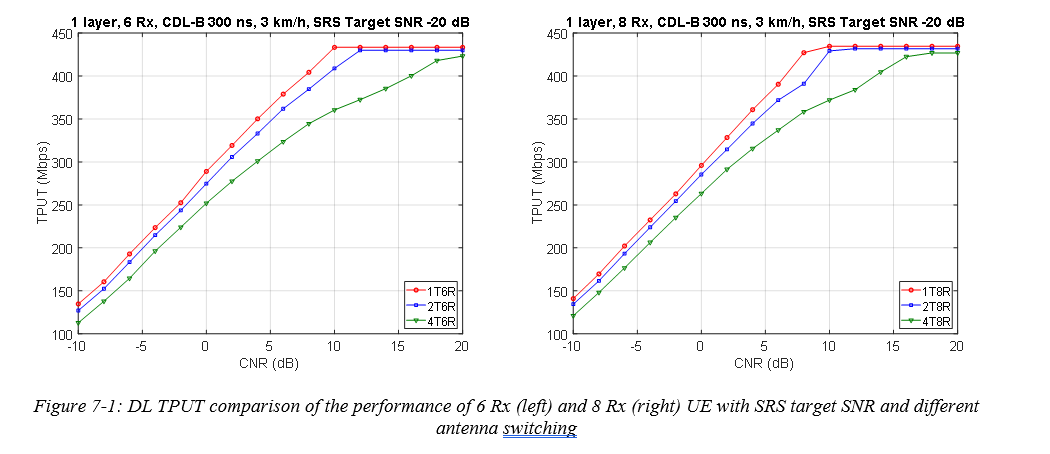 1 layer, 6 Rx, CDL-B 300 ns, 3 km/h, SRS Target SNR -20 dB
450
400
350
300
250
200
150
100
TPUT (Mbps)
-10
-5
0
5
10
15
20
CNR (dB)
1T6R
2T6R
4T6R
1 layer, 8 Rx, CDL-B 300 ns, 3 km/h, SRS Target SNR -20 dB
450
400
350
300
250
200
150
100
TPUT (Mbps)
-10
-5
0
5
10
15
20
CNR (dB)
1T8R
2T8R
4T8R
Figure 7-1: DL TPUT comparison of the performance of 6 Rx (left) and 8 Rx (right) UE with SRS target SNR and different
antenna switching